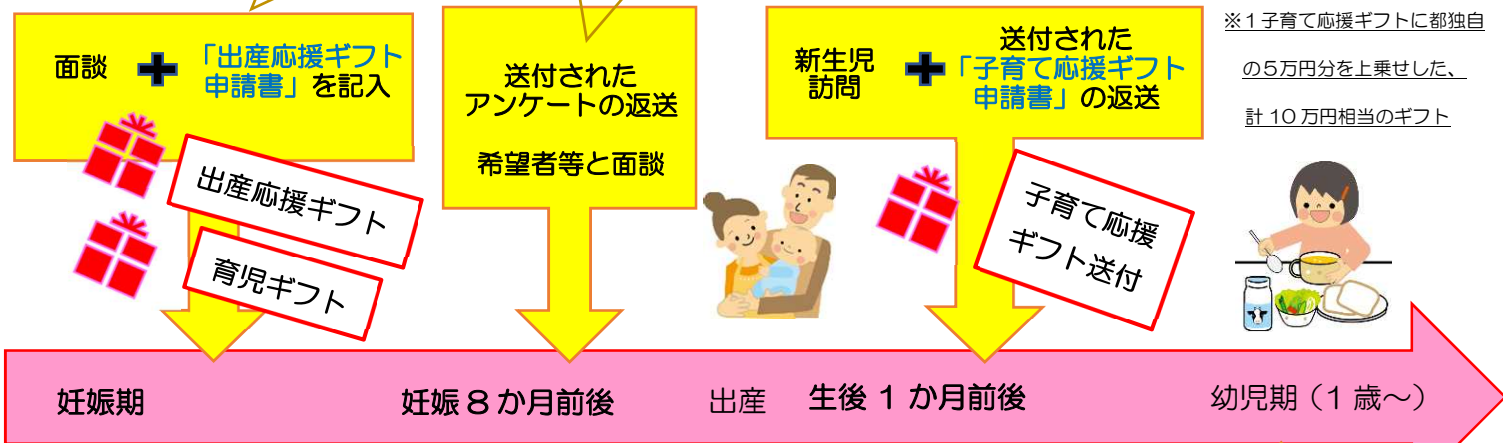 面談 ➕ 「出産応援ギフト
申請書」を記入
出産応援ギフト
育児ギフト
送付された
アンケートの返送
希望者等と面談
新生児
訪問
➕
送付された
「子育て応援ギフト
申請書」の返送
子育て応援
ギフト送付
※1子育て応援ギフトに都独自
の5万円分を上乗せした、
計 10 万円相当のギフト
妊娠期
妊娠8か月前後
出産
生後 1 か月前後
幼児期（1 歳～）